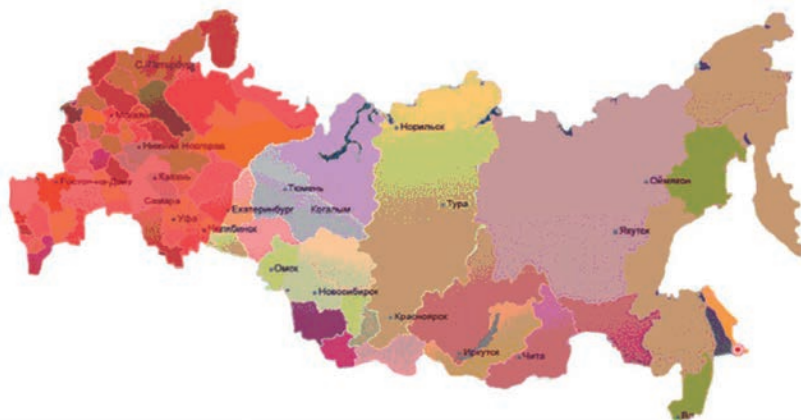 С.-Петербург
Москва
Норильск
Нижний Новгород
Ростов-на-Дону
Казань
Тюмень
Оймякон
Самара
Екатеринбург
Когалым
Тура
Уфа
Челябинск
Якутск
Омск
Новосибирск
Красноярск
Иркутск
Чита